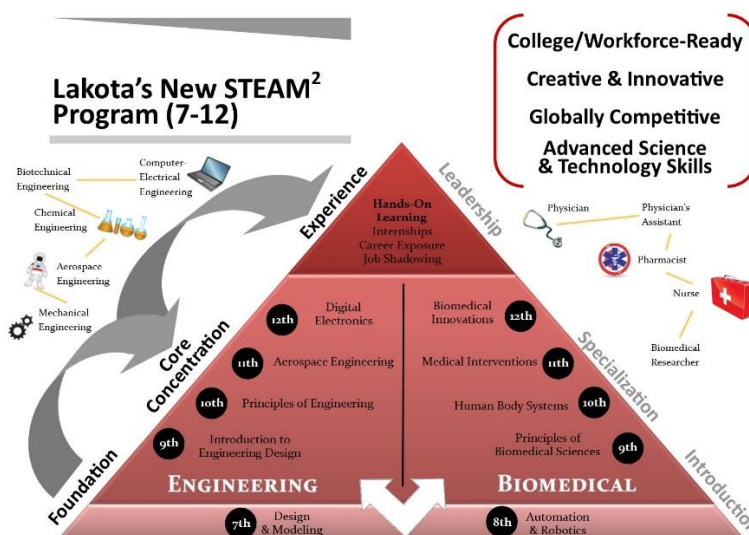 Lakota's New STEAM²
Program (7-12)
College/Workforce-Ready
Creative & Innovative
Globally Competitive
Advanced Science
& Technology Skills
Computer-
Electrical
Engineering
Biotechnical
Engineering
Chemical
Engineering
Aerospace
Engineering
Mechanical
Engineering
Experience
Core
Concentration
Foundation
Leadership
Specialization
Introduction
Physician
Physician's
Assistant
Pharmacist
Nurse
Biomedical
Researcher
Hands-On
Learning
Internships
Career Exposure
Job Shadowing
12th
Digital
Electronics
11th
Aerospace Engineering
10th
Principles of Engineering
9th
Introduction to
Engineering Design
ENGINEERING
Biomedical
Innovations
12th
Medical Interventions
11th
Human Body Systems
10th
Principles of
Biomedical Sciences
9th
BIOMEDICAL
7th
Design
& Modeling
8th
Automation
& Robotics